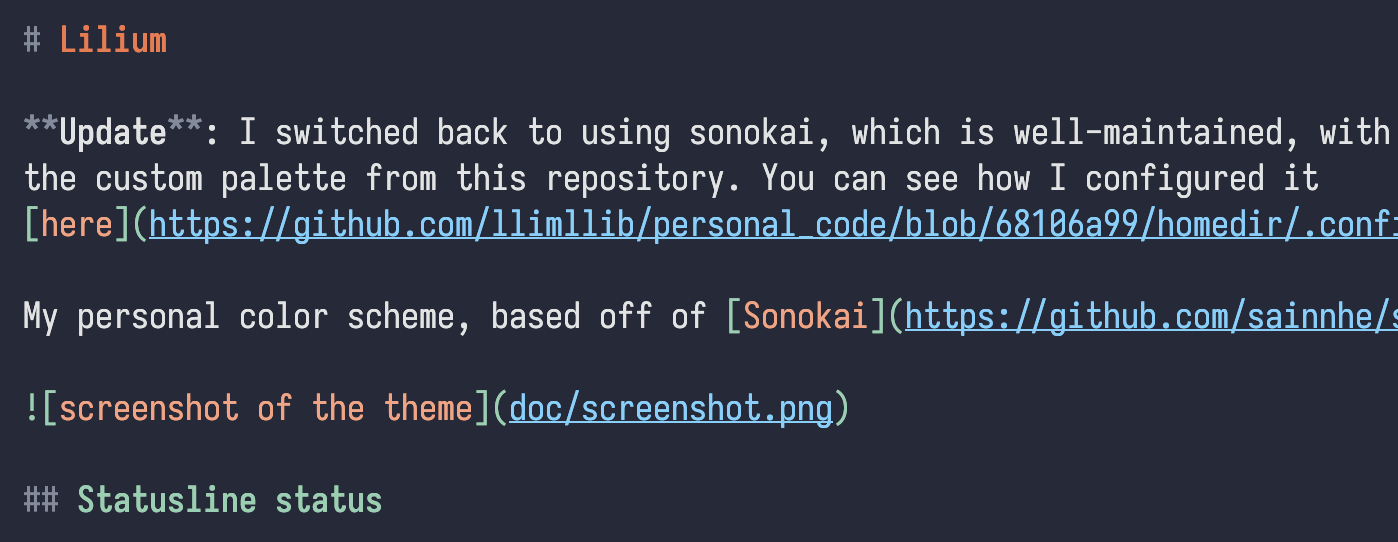 # Lilium
**Update**: I switched back to using sonokai, which is well-maintained, with
the custom palette from this repository. You can see how I configured it
[here](https://github.com/llimllib/personal_code/blob/68106a99/homedir/.confi
My personal color scheme, based off of [Sonokai](https://github.com/sainnhe/s
![screenshot of the theme](doc/screenshot.png)
## Statusline status